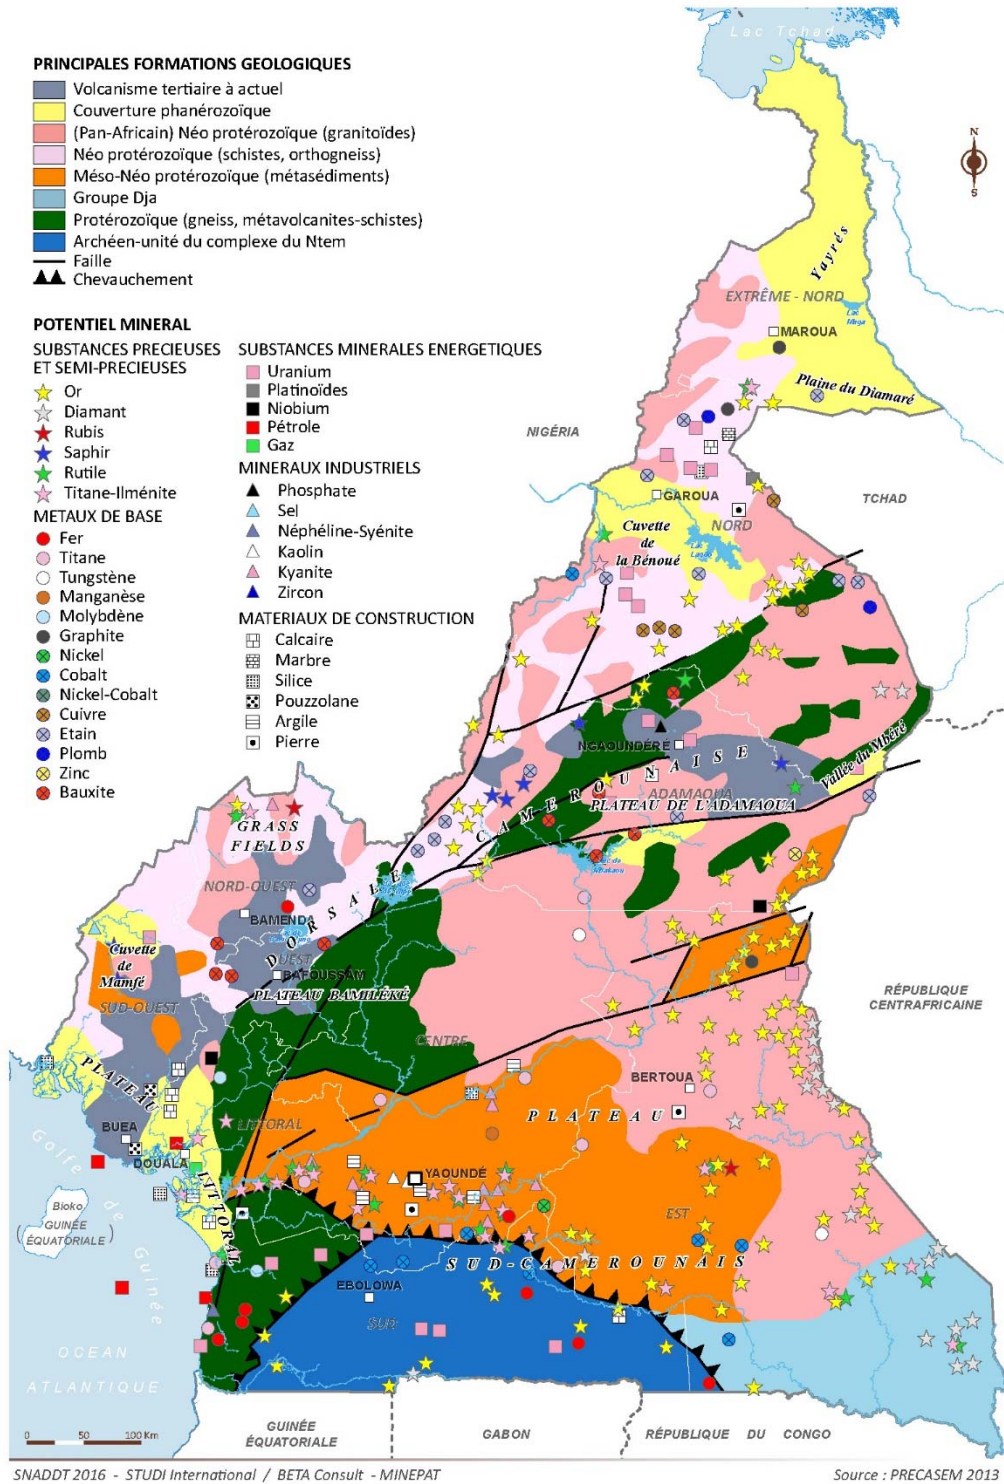 PRINCIPALES FORMATIONS GEOLOGIQUES
Volcanisme tertiaire à actuel
Couverture phanérozoïque
(Pan-Africain) Néo protérozoïque (granitoïdes)
Néo protérozoïque (schistes, orthogneiss)
Méso-Néo protérozoïque (métasédiments)
Groupe Dja
Protérozoïque (gneiss, métavolcanites-schistes)
Archéen-unité du complexe du Ntem
Faille
Chevauchement
POTENTIEL MINERAL
SUBSTANCES PRECIEUSES
ET SEMI-PRECIEUSES
Or
Diamant
Rubis
Saphir
Rutile
Titane-Ilménite
METAUX DE BASE
Fer
Titane
Tungstène
Manganèse
Molybdène
Graphite
Nickel
Cobalt
Nickel-Cobalt
Cuivre
Etain
Plomb
Zinc
Bauxite
SUBSTANCES MINERALES ENERGETIQUES
Uranium
Platinoïdes
Niobium
Pétrole
Gaz
MINERAUX INDUSTRIELS
Phosphate
Sel
Néphéline-Syénite
Kaolin
Kyanite
Zircon
MATERIAUX DE CONSTRUCTION
Calcaire
Marbre
Silice
Pouzzolane
Argile
Pierre
Lac Tchad
N
S
Yayrés
EXTRÊME - NORD
MAROUA
Plaine du Diamaré
NIGÉRIA
TCHAD
GAROUA
NORD
Cuvette
de
la Bénoué
NGAOUNDÉRÉ
Vallée du Mbéré
ADAMAOUA
PLATEAU DE L'ADAMAOUA
DORSALE CAMEROUNAISE
GRASS
FIELDS
NORD-OUEST
BAMENDA
OUEST
BAFOUSSAM
PLATEAU BAMILÉKÉ
Cuvette
de
Mamfé
SUD-OUEST
RÉPUBLIQUE
CENTRAFRICAINE
CENTRE
BERTOUA
PLATEAU
PLATEAU
BUEA
LITTORAL
DOUALA
YAOUNDÉ
LITTORAL
Golfe de Guinée
Bioko
( GUINÉE
ÉQUATORIALE )
EST
SUD-CAMEROUNAIS
EBOLOWA
SUD
OCEAN
ATLANTIQUE
0 50 100 Km
GUINÉE
ÉQUATORIALE
GABON
RÉPUBLIQUE DU CONGO
SNADDT 2016 - STUDI International / BETA Consult - MINEPAT
Source : PRECASEM 2013